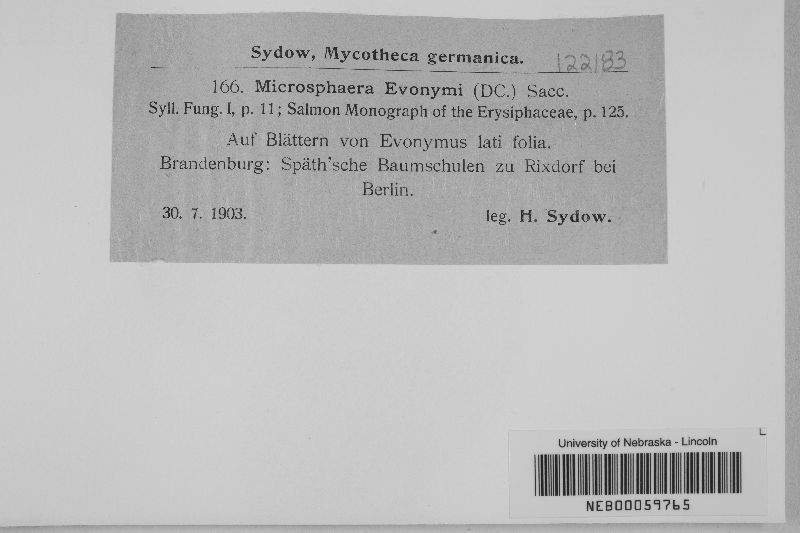 Sydow, Mycotheca germanica. 122183
166. Microsphaera Evonymi (DC.) Sacc.
Syll. Fung. I, p. 11; Salmon Monograph of the Erysiphaceae, p. 125.
Auf Blättern von Evonymus lati folia.
Brandenburg: Späth'sche Baumschulen zu Rixdorf bei
Berlin.
30. 7. 1903. leg. H. Sydow.
University of Nebraska - Lincoln
NEB00059765